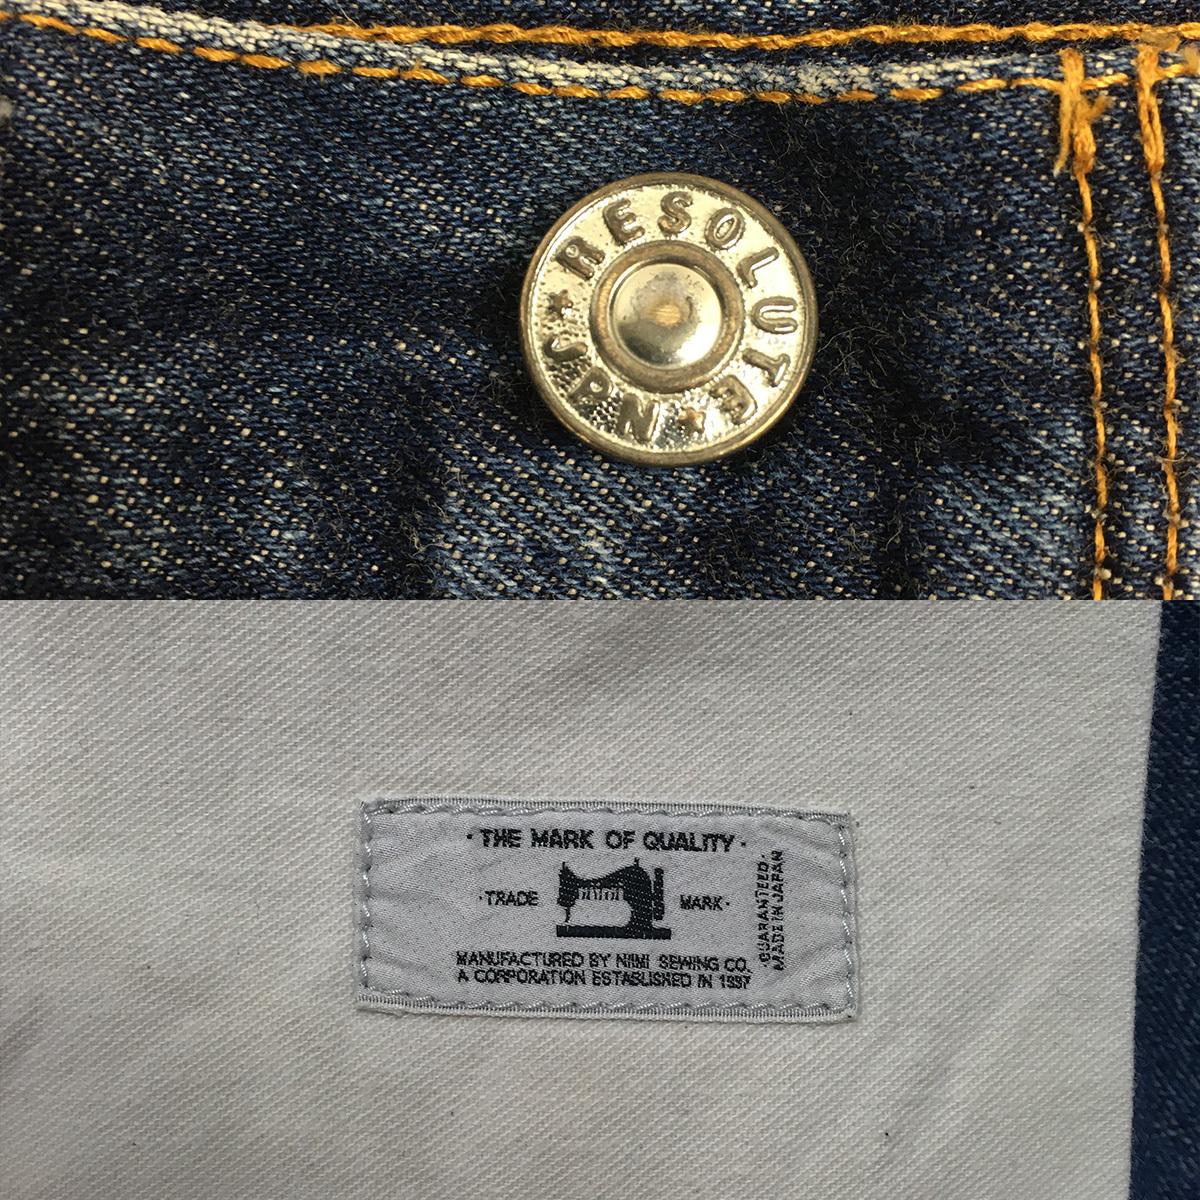 ★ RESOLUTE ★ JPN
· THE MARK OF QUALITY ·
· TRADE MARK ·
NIIMI
MANUFACTURED BY NIIMI SEWING CO.
A CORPORATION ESTABLISHED IN 1997
· GUARANTEED ·
MADE IN JAPAN